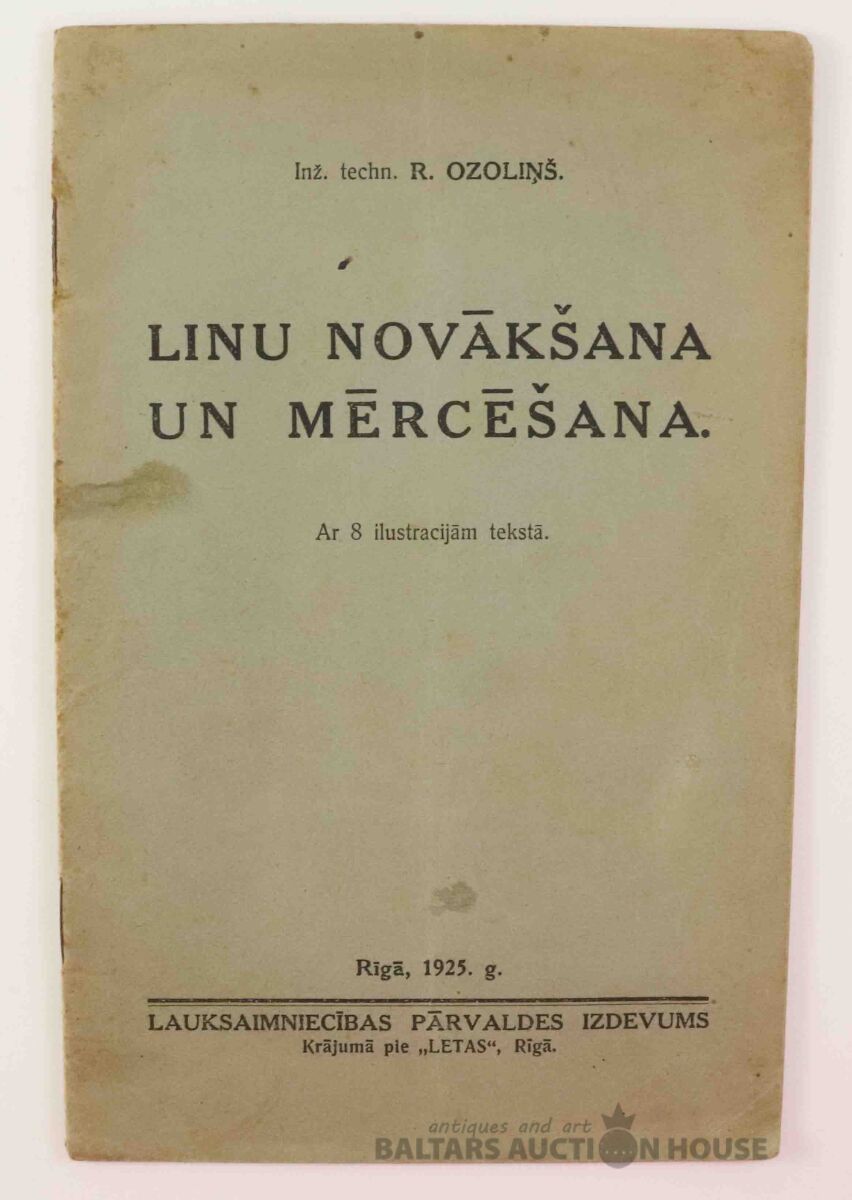 Inž. techn. R. OZOLIŅŠ.
LINU NOVĀKŠANA
UN MĒRCĒŠANA.
Ar 8 ilustracijām tekstā.
Rīgā, 1925. g.
LAUKSAIMNIECĪBAS PĀRVALDES IZDEVUMS
Krājumā pie „LETAS“, Rīgā.
antiques and art
BALTARS AUCTION HOUSE